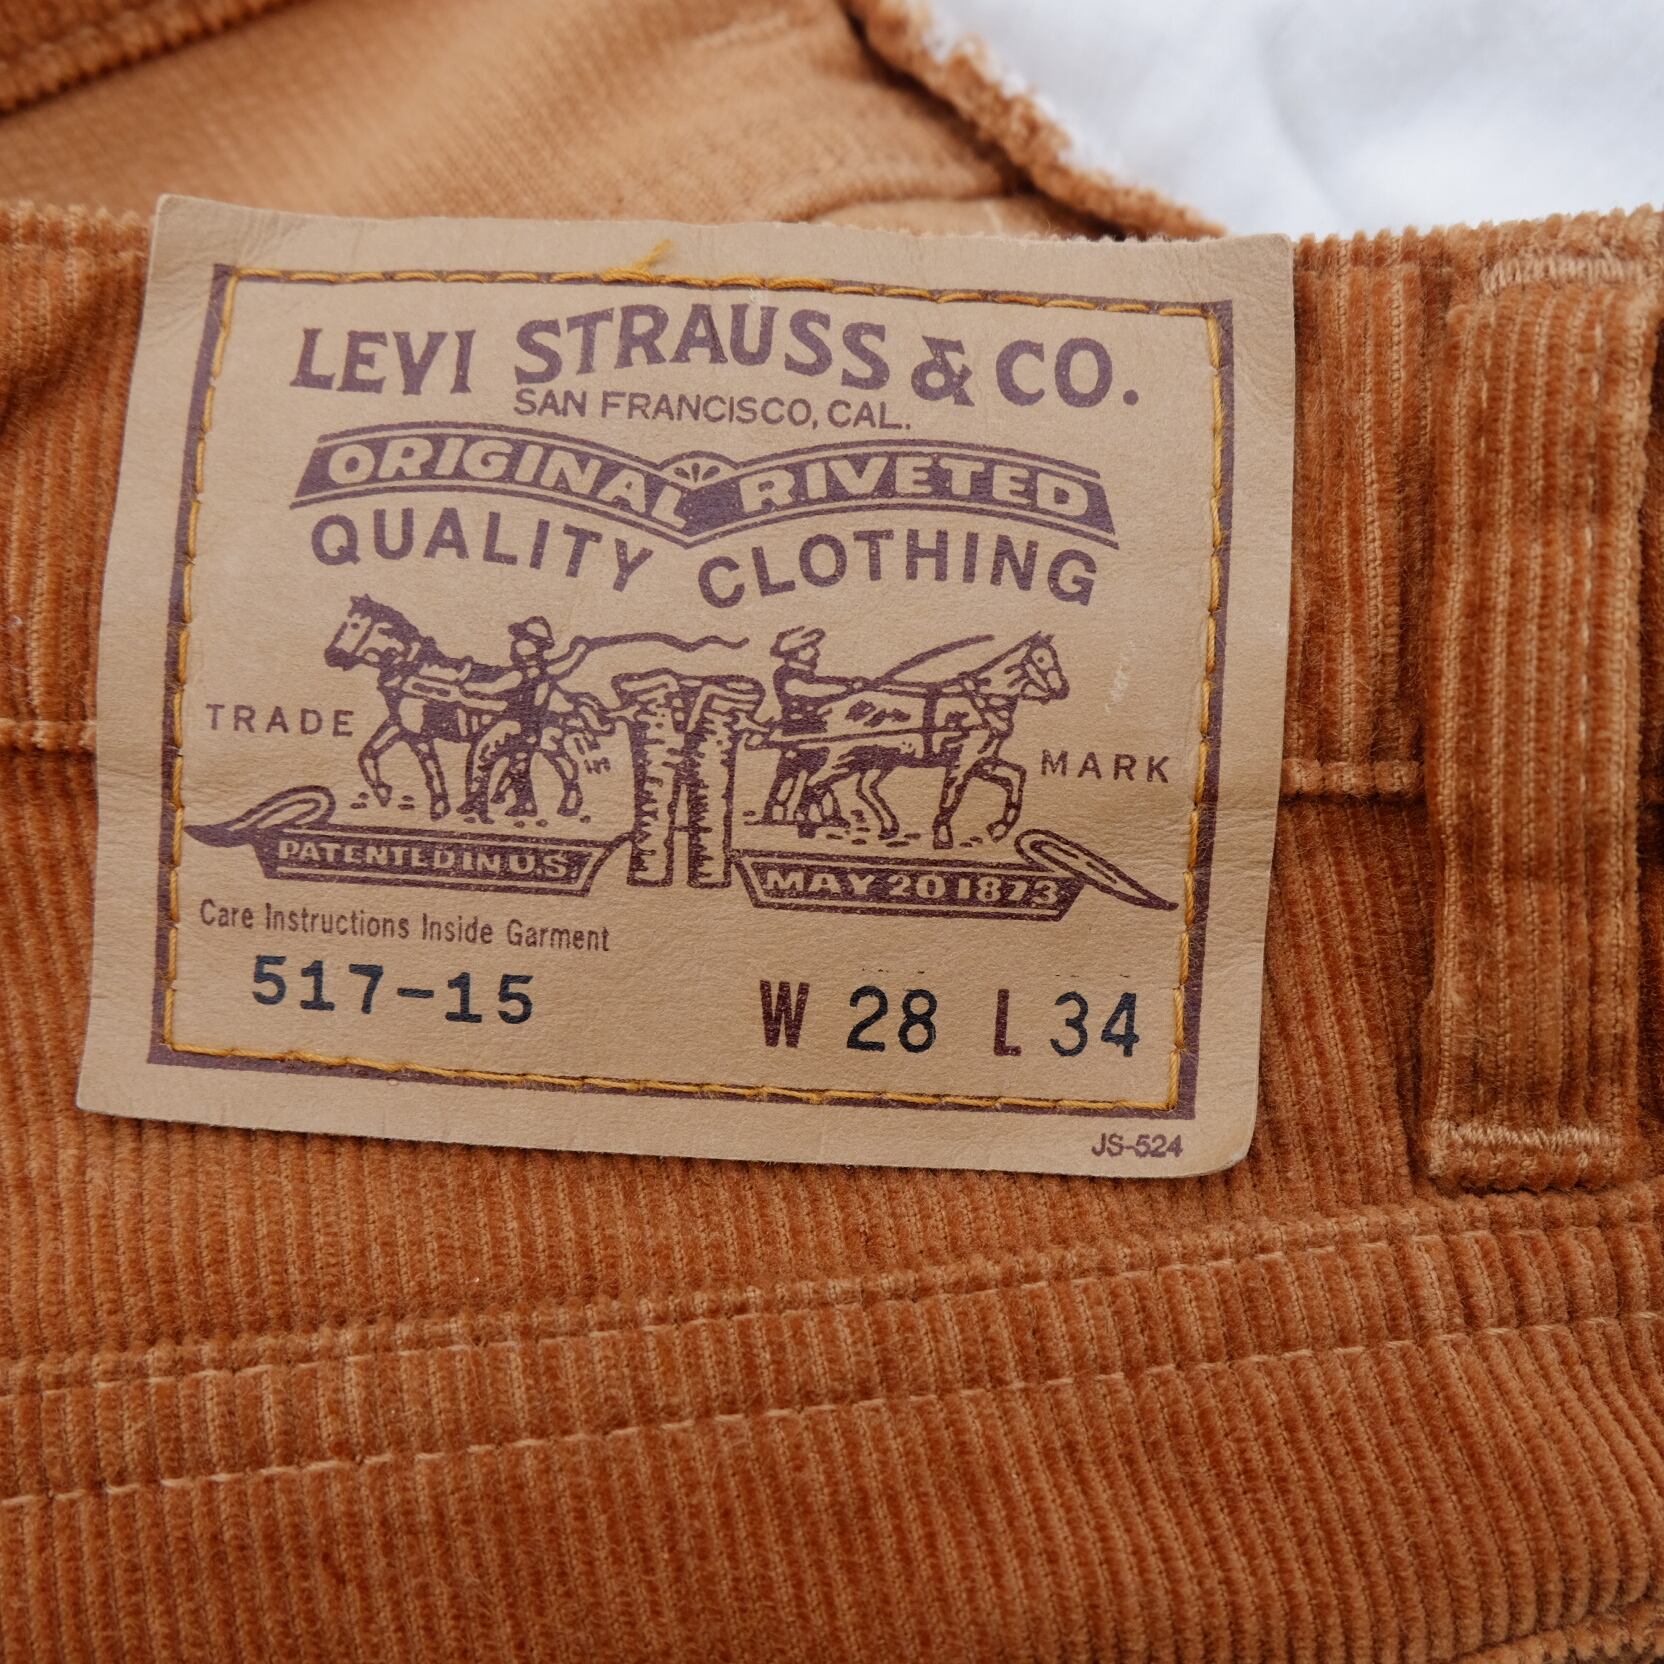 LEVI STRAUSS & CO.
SAN FRANCISCO, CAL.
ORIGINAL RIVETED
QUALITY CLOTHING
TRADE MARK
PATENTED IN U.S. MAY 20 1873
Care Instructions Inside Garment
517-15 W 28 L 34
JS-524